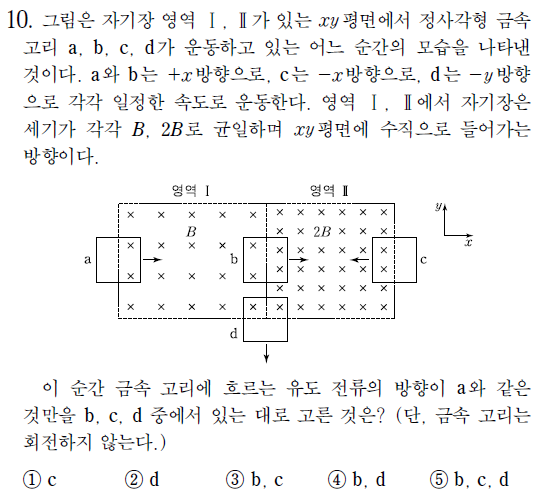 10. 그림은 자기장 영역 Ⅰ, Ⅱ가 있는 xy평면에서 정사각형 금속
고리 a, b, c, d가 운동하고 있는 어느 순간의 모습을 나타낸
것이다. a와 b는 +x방향으로, c는 -x방향으로, d는 -y방향
으로 각각 일정한 속도로 운동한다. 영역 Ⅰ, Ⅱ에서 자기장은
세기가 각각 B, 2B로 균일하며 xy평면에 수직으로 들어가는
방향이다.
영역 Ⅰ 영역 Ⅱ
B 2B y x
a b c
d
이 순간 금속 고리에 흐르는 유도 전류의 방향이 a와 같은
것만을 b, c, d 중에서 있는 대로 고른 것은? (단, 금속 고리는
회전하지 않는다.)
① c ② d ③ b, c ④ b, d ⑤ b, c, d